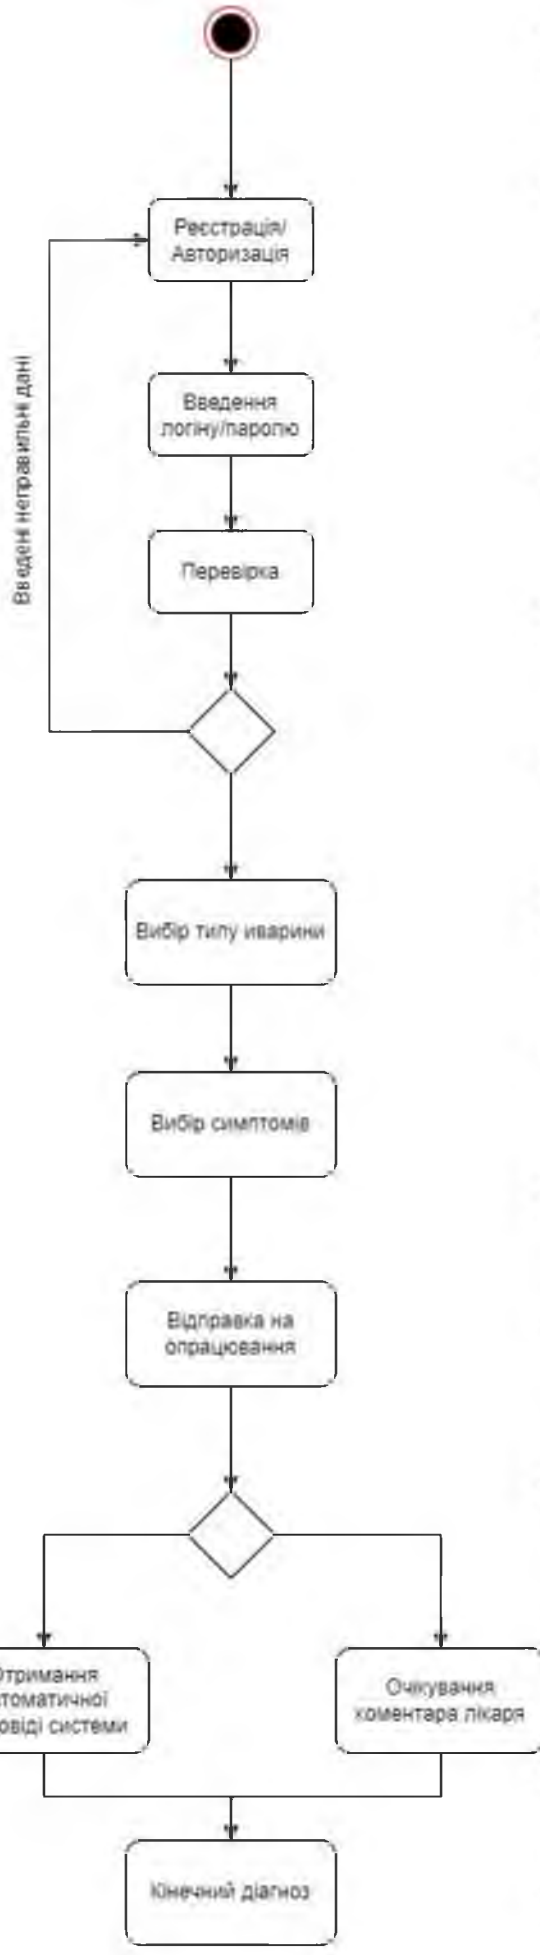 Реєстрація/
Авторизація
Введення
логіну/паролю
Введені неправильні дані
Перевірка
Вибір типу иварини
Вибір симптомів
Відправка на
опрацювання
Отримання
томатичної
овіді системи
Очікування
коментара лікаря
Кінечний діагноз